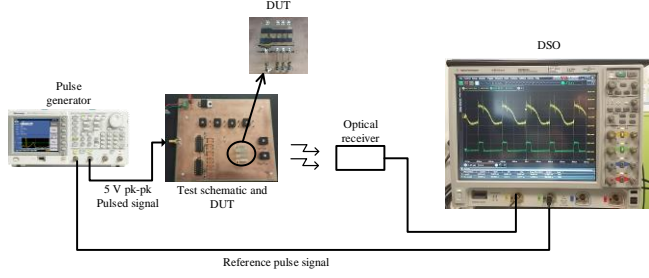 DUT
DSO
Pulse
generator
Optical
receiver
5 V pk-pk
Pulsed signal
Test schematic and
DUT
Reference pulse signal